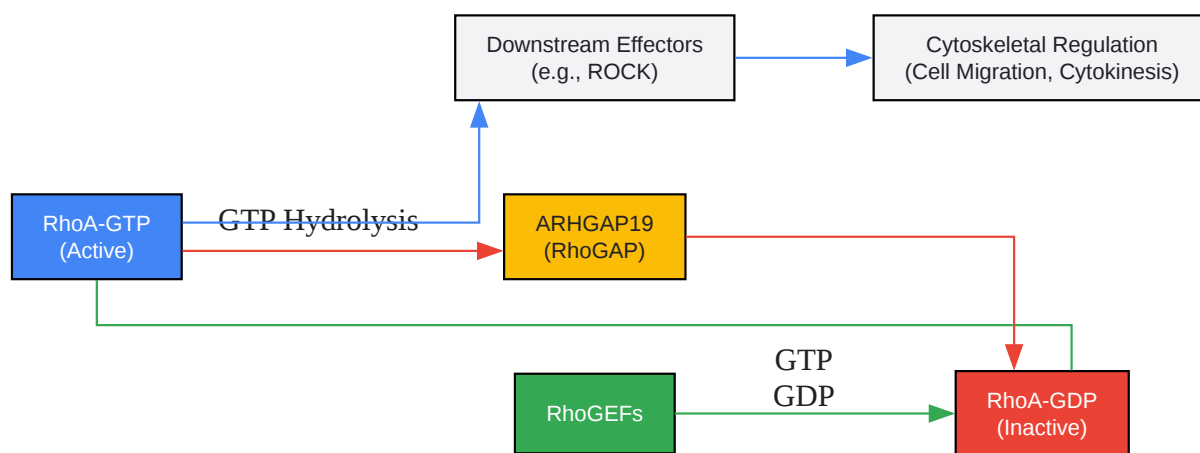 Downstream Effectors
(e.g., ROCK)
Cytoskeletal Regulation
(Cell Migration, Cytokinesis)
RhoA-GTP
(Active)
GTP Hydrolysis
ARHGAP19
(RhoGAP)
GTP
GDP
RhoGEFs
RhoA-GDP
(Inactive)